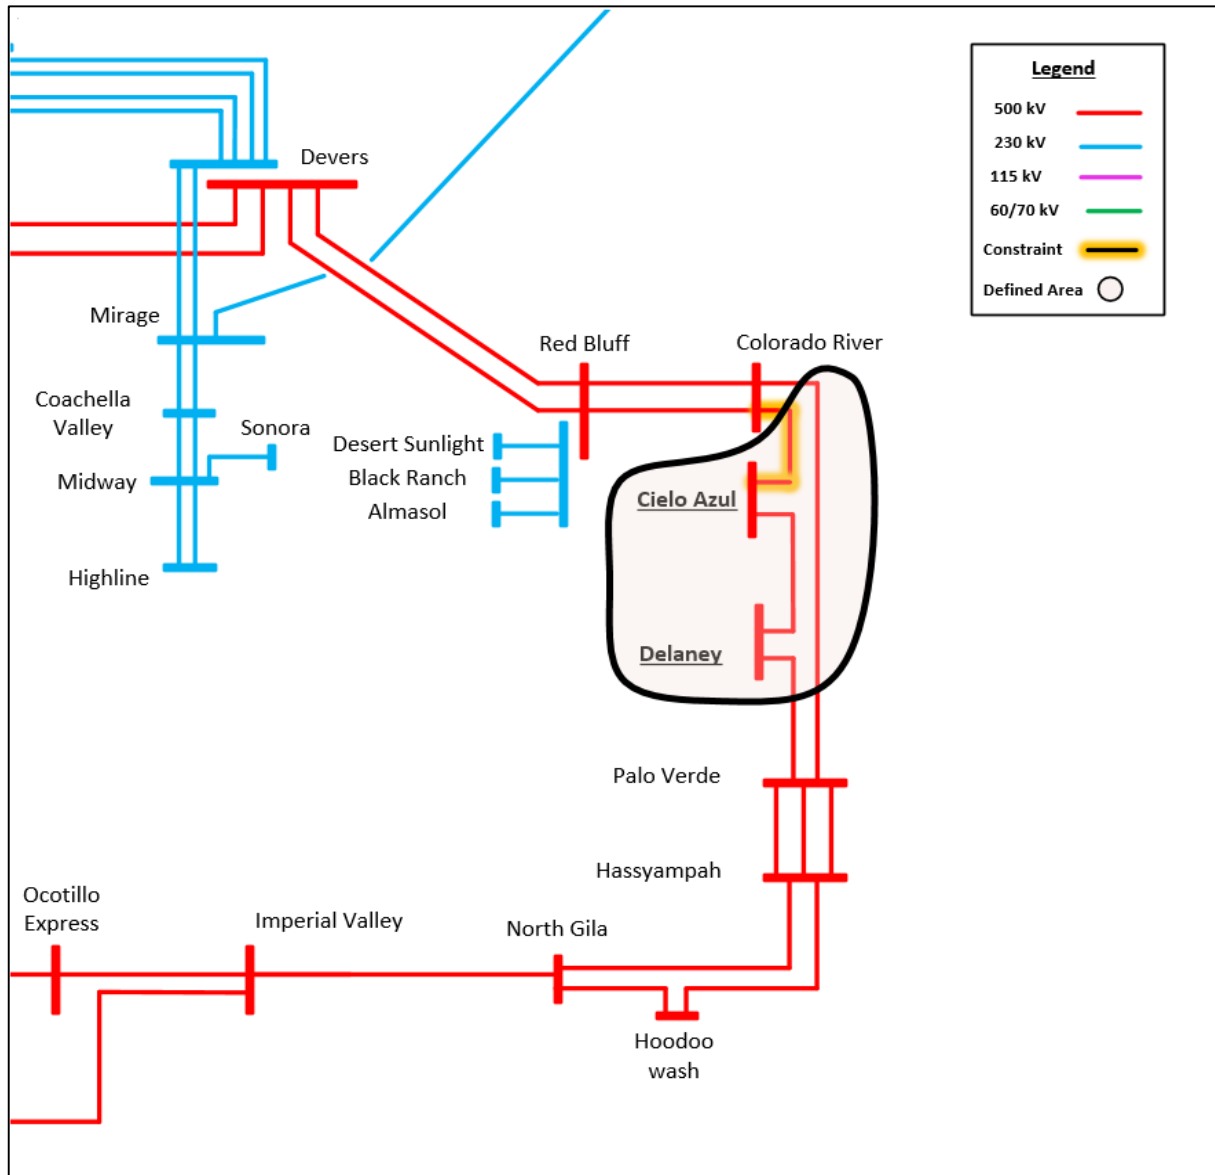 Legend
500 kV
230 kV
115 kV
60/70 kV
Constraint
Defined Area
Devers
Mirage
Coachella
Valley
Sonora
Midway
Highline
Red Bluff
Colorado River
Desert Sunlight
Black Ranch
Almasol
Cielo Azul
Delaney
Palo Verde
Hassyampah
Ocotillo
Express
Imperial Valley
North Gila
Hoodoo
wash